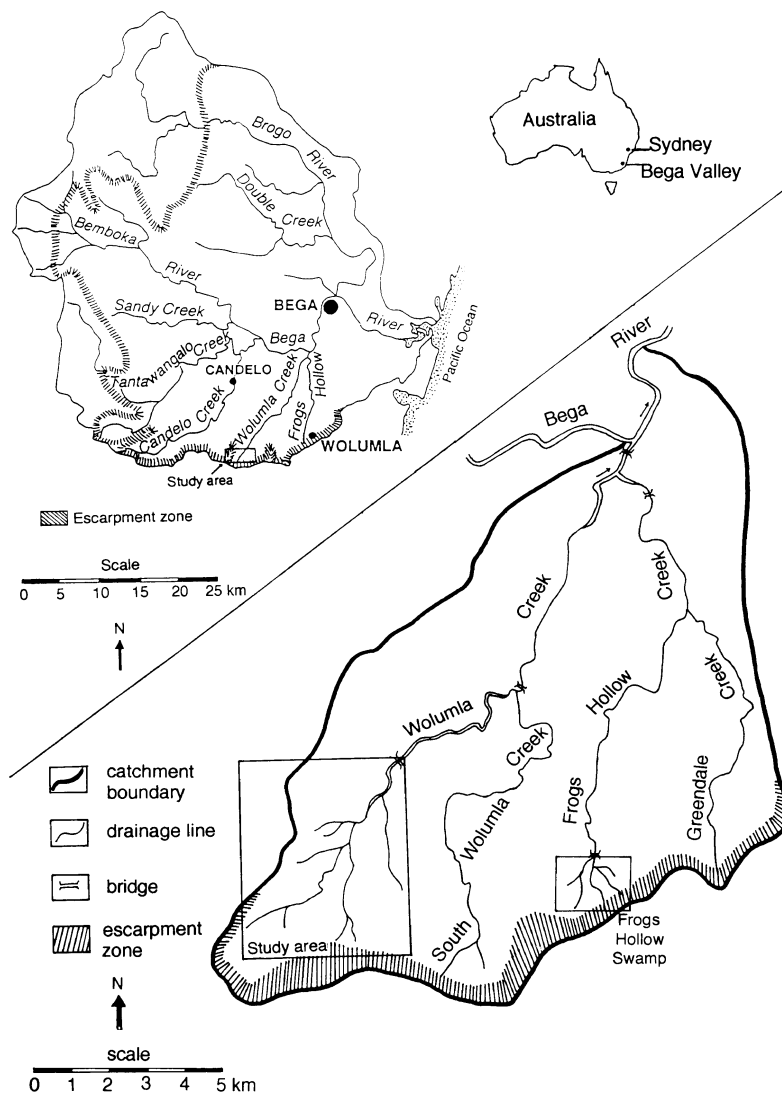 Australia
Sydney
Bega Valley
Brogo
River
Double
Creek
Bemboka
River
Sandy Creek
BEGA
Bega
River
Pacific Ocean
Tantawangalo Creek
CANDELO
Candelo Creek
Wolumla Creek
Frogs Hollow
WOLUMLA
Study area
Escarpment zone
Scale
0 5 10 15 20 25 km
N
River
Bega
Creek
Creek
Wolumla
Hollow
Creek
Creek
Wolumla
Frogs
Greendale
South
Study area
Frogs
Hollow
Swamp
catchment
boundary
drainage line
bridge
escarpment
zone
N
scale
0 1 2 3 4 5 km